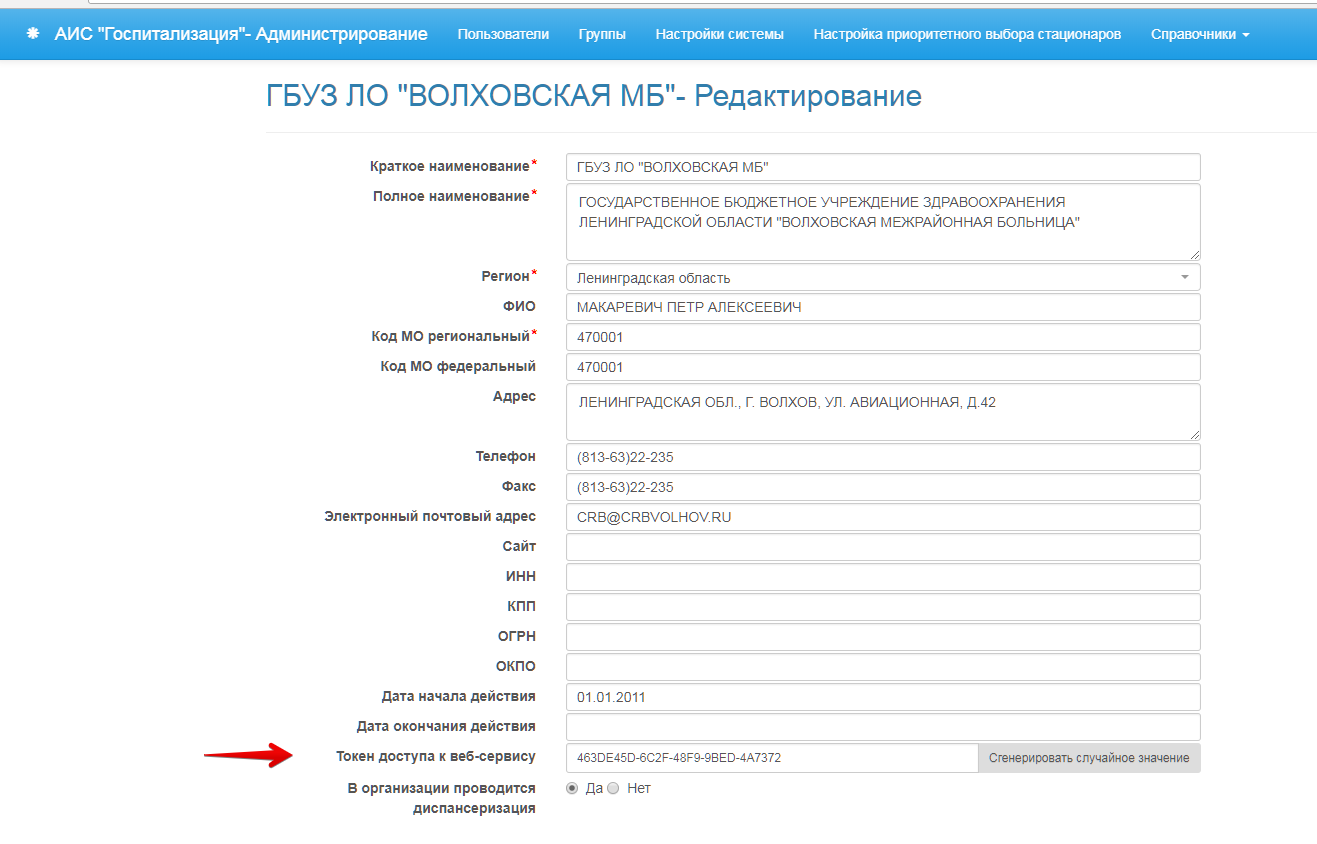 АИС "Госпитализация"- Администрирование Пользователи Группы Настройки системы Настройка приоритетного выбора стационаров Справочники
ГБУЗ ЛО "ВОЛХОВСКАЯ МБ"- Редактирование
Краткое наименование* ГБУЗ ЛО "ВОЛХОВСКАЯ МБ"
Полное наименование* ГОСУДАРСТВЕННОЕ БЮДЖЕТНОЕ УЧРЕЖДЕНИЕ ЗДРАВООХРАНЕНИЯ
ЛЕНИНГРАДСКОЙ ОБЛАСТИ "ВОЛХОВСКАЯ МЕЖРАЙОННАЯ БОЛЬНИЦА"
Регион* Ленинградская область
ФИО МАКАРЕВИЧ ПЕТР АЛЕКСЕЕВИЧ
Код МО региональный* 470001
Код МО федеральный 470001
Адрес ЛЕНИНГРАДСКАЯ ОБЛ., Г. ВОЛХОВ, УЛ. АВИАЦИОННАЯ, Д.42
Телефон (813-63)22-235
Факс (813-63)22-235
Электронный почтовый адрес CRB@CRBVOLHOV.RU
Сайт
ИНН
КПП
ОГРН
ОКПО
Дата начала действия 01.01.2011
Дата окончания действия
Токен доступа к веб-сервису 463DE45D-6C2F-48F9-9BED-4A7372 Сгенерировать случайное значение
В организации проводится Да Нет
диспансеризация